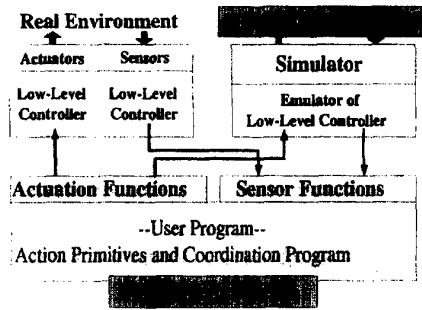 Real Environment
Actuators
Sensors
Low-Level
Controller
Low-Level
Controller
Simulator
Emulator of
Low-Level Controller
Actuation Functions
Sensor Functions
--User Program--
Action Primitives and Coordination Program